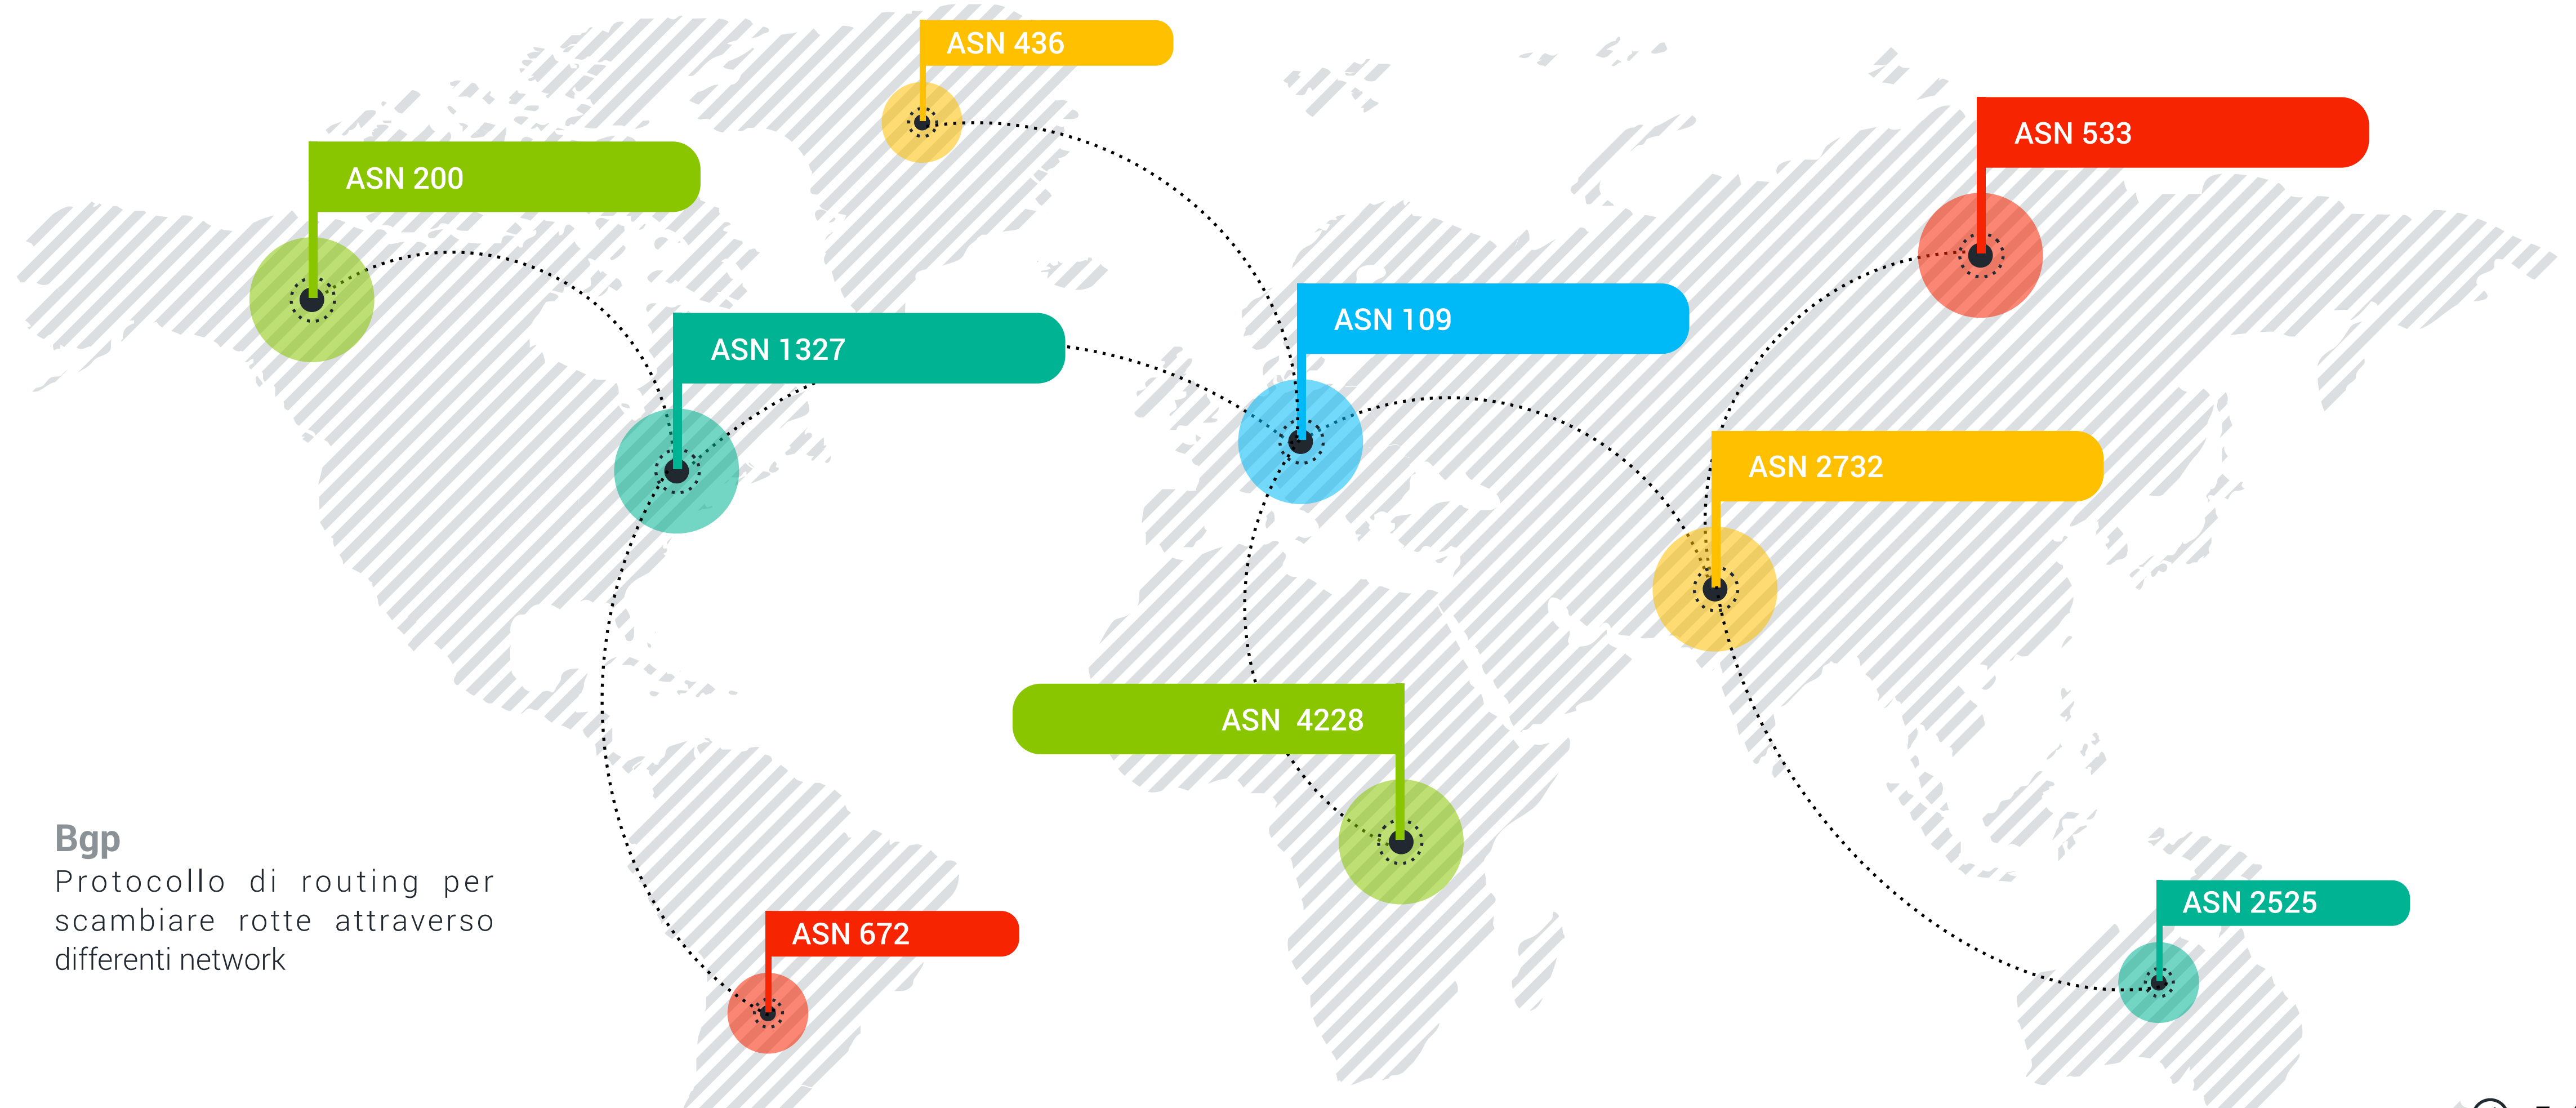 ASN 436
ASN 533
ASN 200
ASN 109
ASN 1327
ASN 2732
ASN 4228
Bgp
Protocollo di routing per
scambiare rotte attraverso
differenti network
ASN 2525
ASN 672